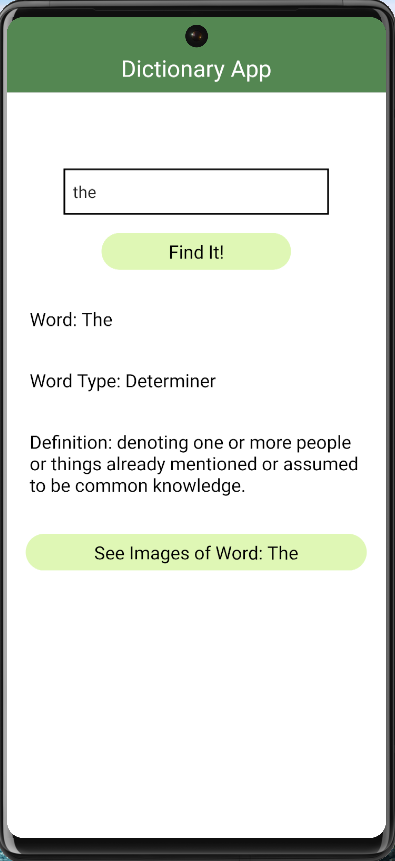 Dictionary App
the
Find It!
Word: The
Word Type: Determiner
Definition: denoting one or more people
or things already mentioned or assumed
to be common knowledge.
See Images of Word: The